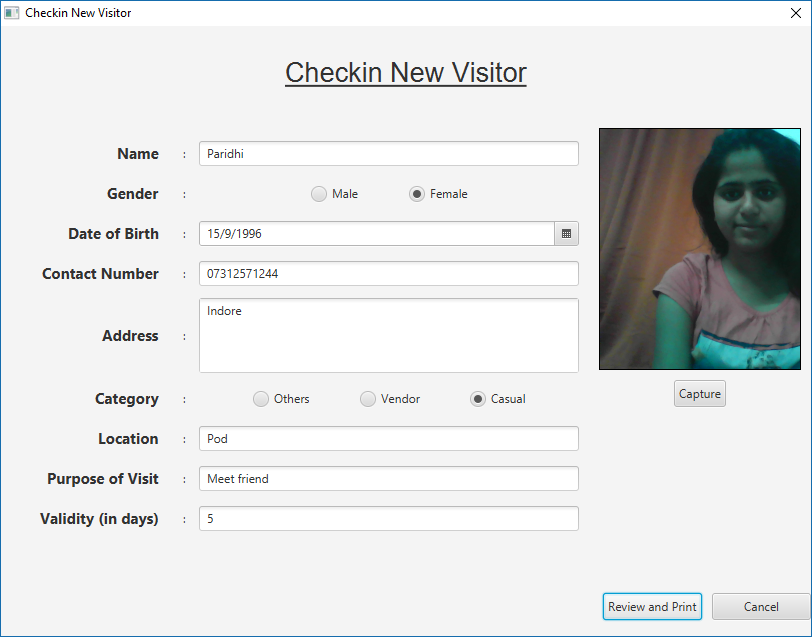 Checkin New Visitor
Checkin New Visitor
Name : Paridhi
Gender : Male Female
Date of Birth : 15/9/1996
Contact Number : 07312571244
Address : Indore
Category : Others Vendor Casual
Capture
Location : Pod
Purpose of Visit : Meet friend
Validity (in days) : 5
Review and Print Cancel